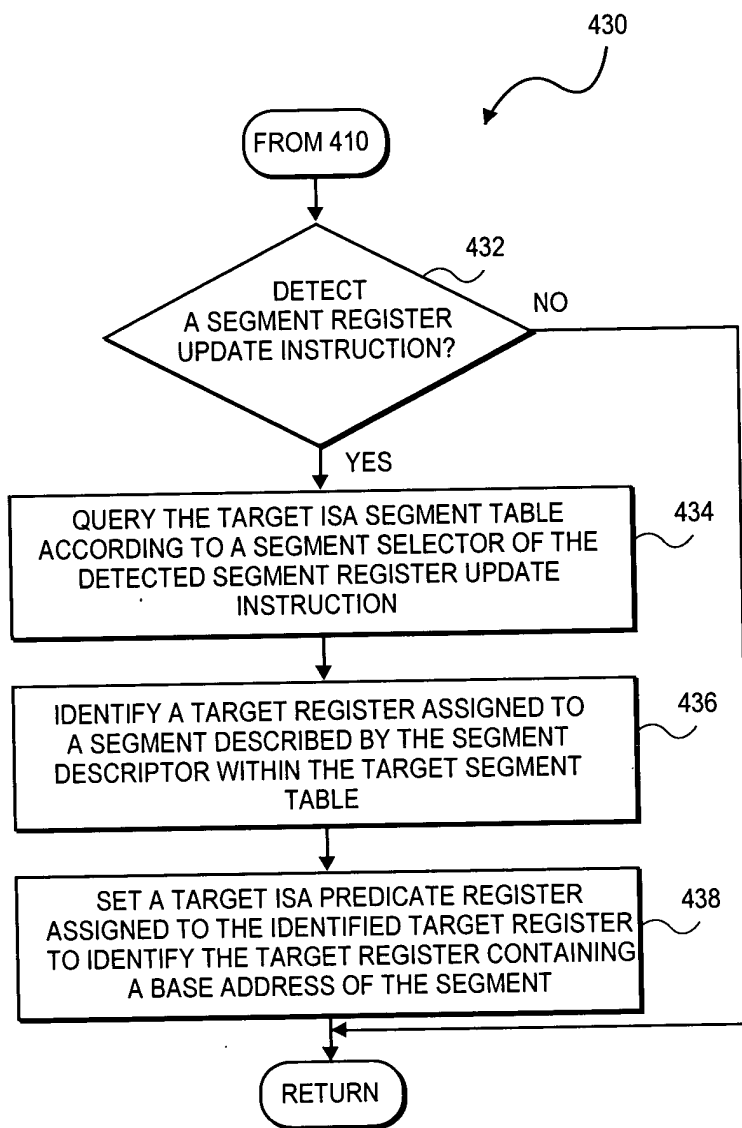 430
FROM 410
432
DETECT
A SEGMENT REGISTER
UPDATE INSTRUCTION?
NO
YES
QUERY THE TARGET ISA SEGMENT TABLE
ACCORDING TO A SEGMENT SELECTOR OF THE
DETECTED SEGMENT REGISTER UPDATE
INSTRUCTION
434
IDENTIFY A TARGET REGISTER ASSIGNED TO
A SEGMENT DESCRIBED BY THE SEGMENT
DESCRIPTOR WITHIN THE TARGET SEGMENT
TABLE
436
SET A TARGET ISA PREDICATE REGISTER
ASSIGNED TO THE IDENTIFIED TARGET REGISTER
TO IDENTIFY THE TARGET REGISTER CONTAINING
A BASE ADDRESS OF THE SEGMENT
438
RETURN